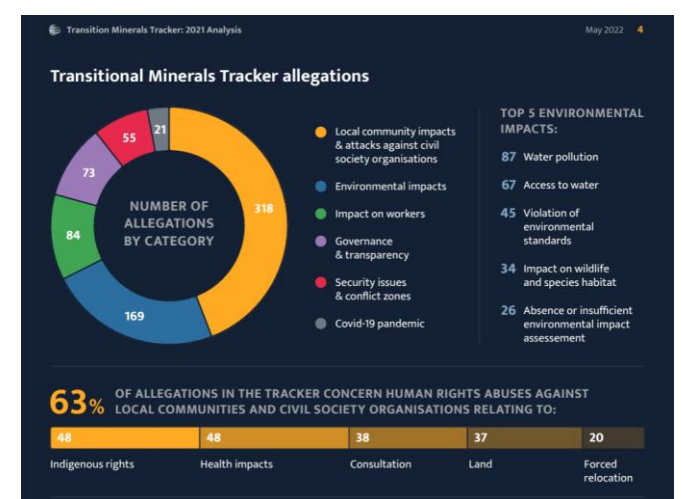 Transition Minerals Tracker: 2021 Analysis
May 2022 4
Transitional Minerals Tracker allegations
NUMBER OF
ALLEGATIONS
BY CATEGORY
318
169
84
73
55
21
Local community impacts
& attacks against civil
society organisations
Environmental impacts
Impact on workers
Governance
& transparency
Security issues
& conflict zones
Covid-19 pandemic
TOP 5 ENVIRONMENTAL
IMPACTS:
87 Water pollution
67 Access to water
45 Violation of
environmental
standards
34 Impact on wildlife
and species habitat
26 Absence or insufficient
environmental impact
assessement
63% OF ALLEGATIONS IN THE TRACKER CONCERN HUMAN RIGHTS ABUSES AGAINST
LOCAL COMMUNITIES AND CIVIL SOCIETY ORGANISATIONS RELATING TO:
48 48 38 37 20
Indigenous rights Health impacts Consultation Land Forced
relocation